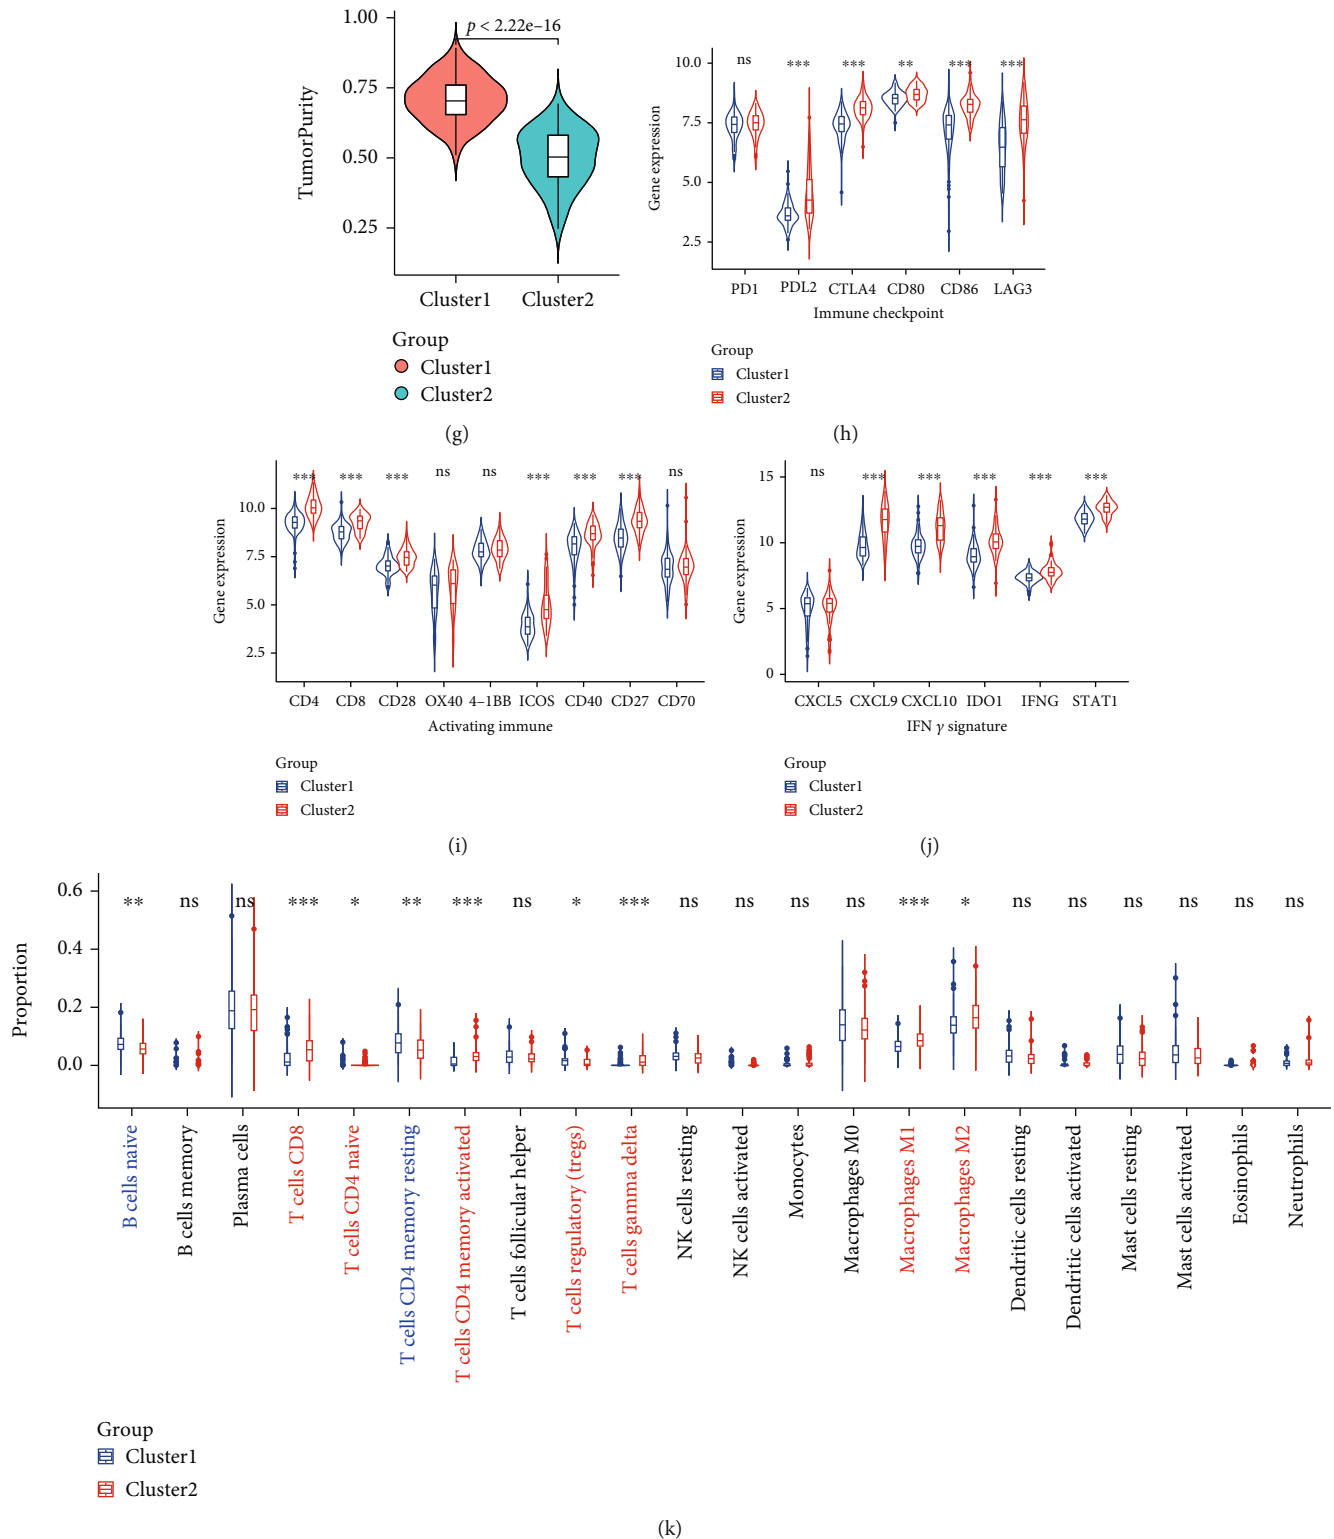 1.00
0.75
0.50
0.25
TumorPurity
p < 2.22e–16
Cluster1 Cluster2
Group
Cluster1
Cluster2
(g)
10.0
7.5
5.0
2.5
Gene expression
ns *** *** ** *** ***
PD1 PDL2 CTLA4 CD80 CD86 LAG3
Immune checkpoint
Group
Cluster1
Cluster2
(h)
10.0
7.5
5.0
2.5
Gene expression
*** *** *** ns ns *** *** *** ns
CD4 CD8 CD28 OX40 4–1BB ICOS CD40 CD27 CD70
Activating immune
Group
Cluster1
Cluster2
(i)
15
10
5
0
Gene expression
ns *** *** *** *** ***
CXCL5 CXCL9 CXCL10 IDO1 IFNG STAT1
IFN γ signature
Group
Cluster1
Cluster2
(j)
0.6
0.4
0.2
0.0
Proportion
** ns ns *** * ** *** ns * *** ns ns ns ns *** * ns ns ns ns ns ns
B cells naive
B cells memory
Plasma cells
T cells CD8
T cells CD4 naive
T cells CD4 memory resting
T cells CD4 memory activated
T cells follicular helper
T cells regulatory (tregs)
T cells gamma delta
NK cells resting
NK cells activated
Monocytes
Macrophages M0
Macrophages M1
Macrophages M2
Dendritic cells resting
Dendritic cells activated
Mast cells resting
Mast cells activated
Eosinophils
Neutrophils
Group
Cluster1
Cluster2
(k)